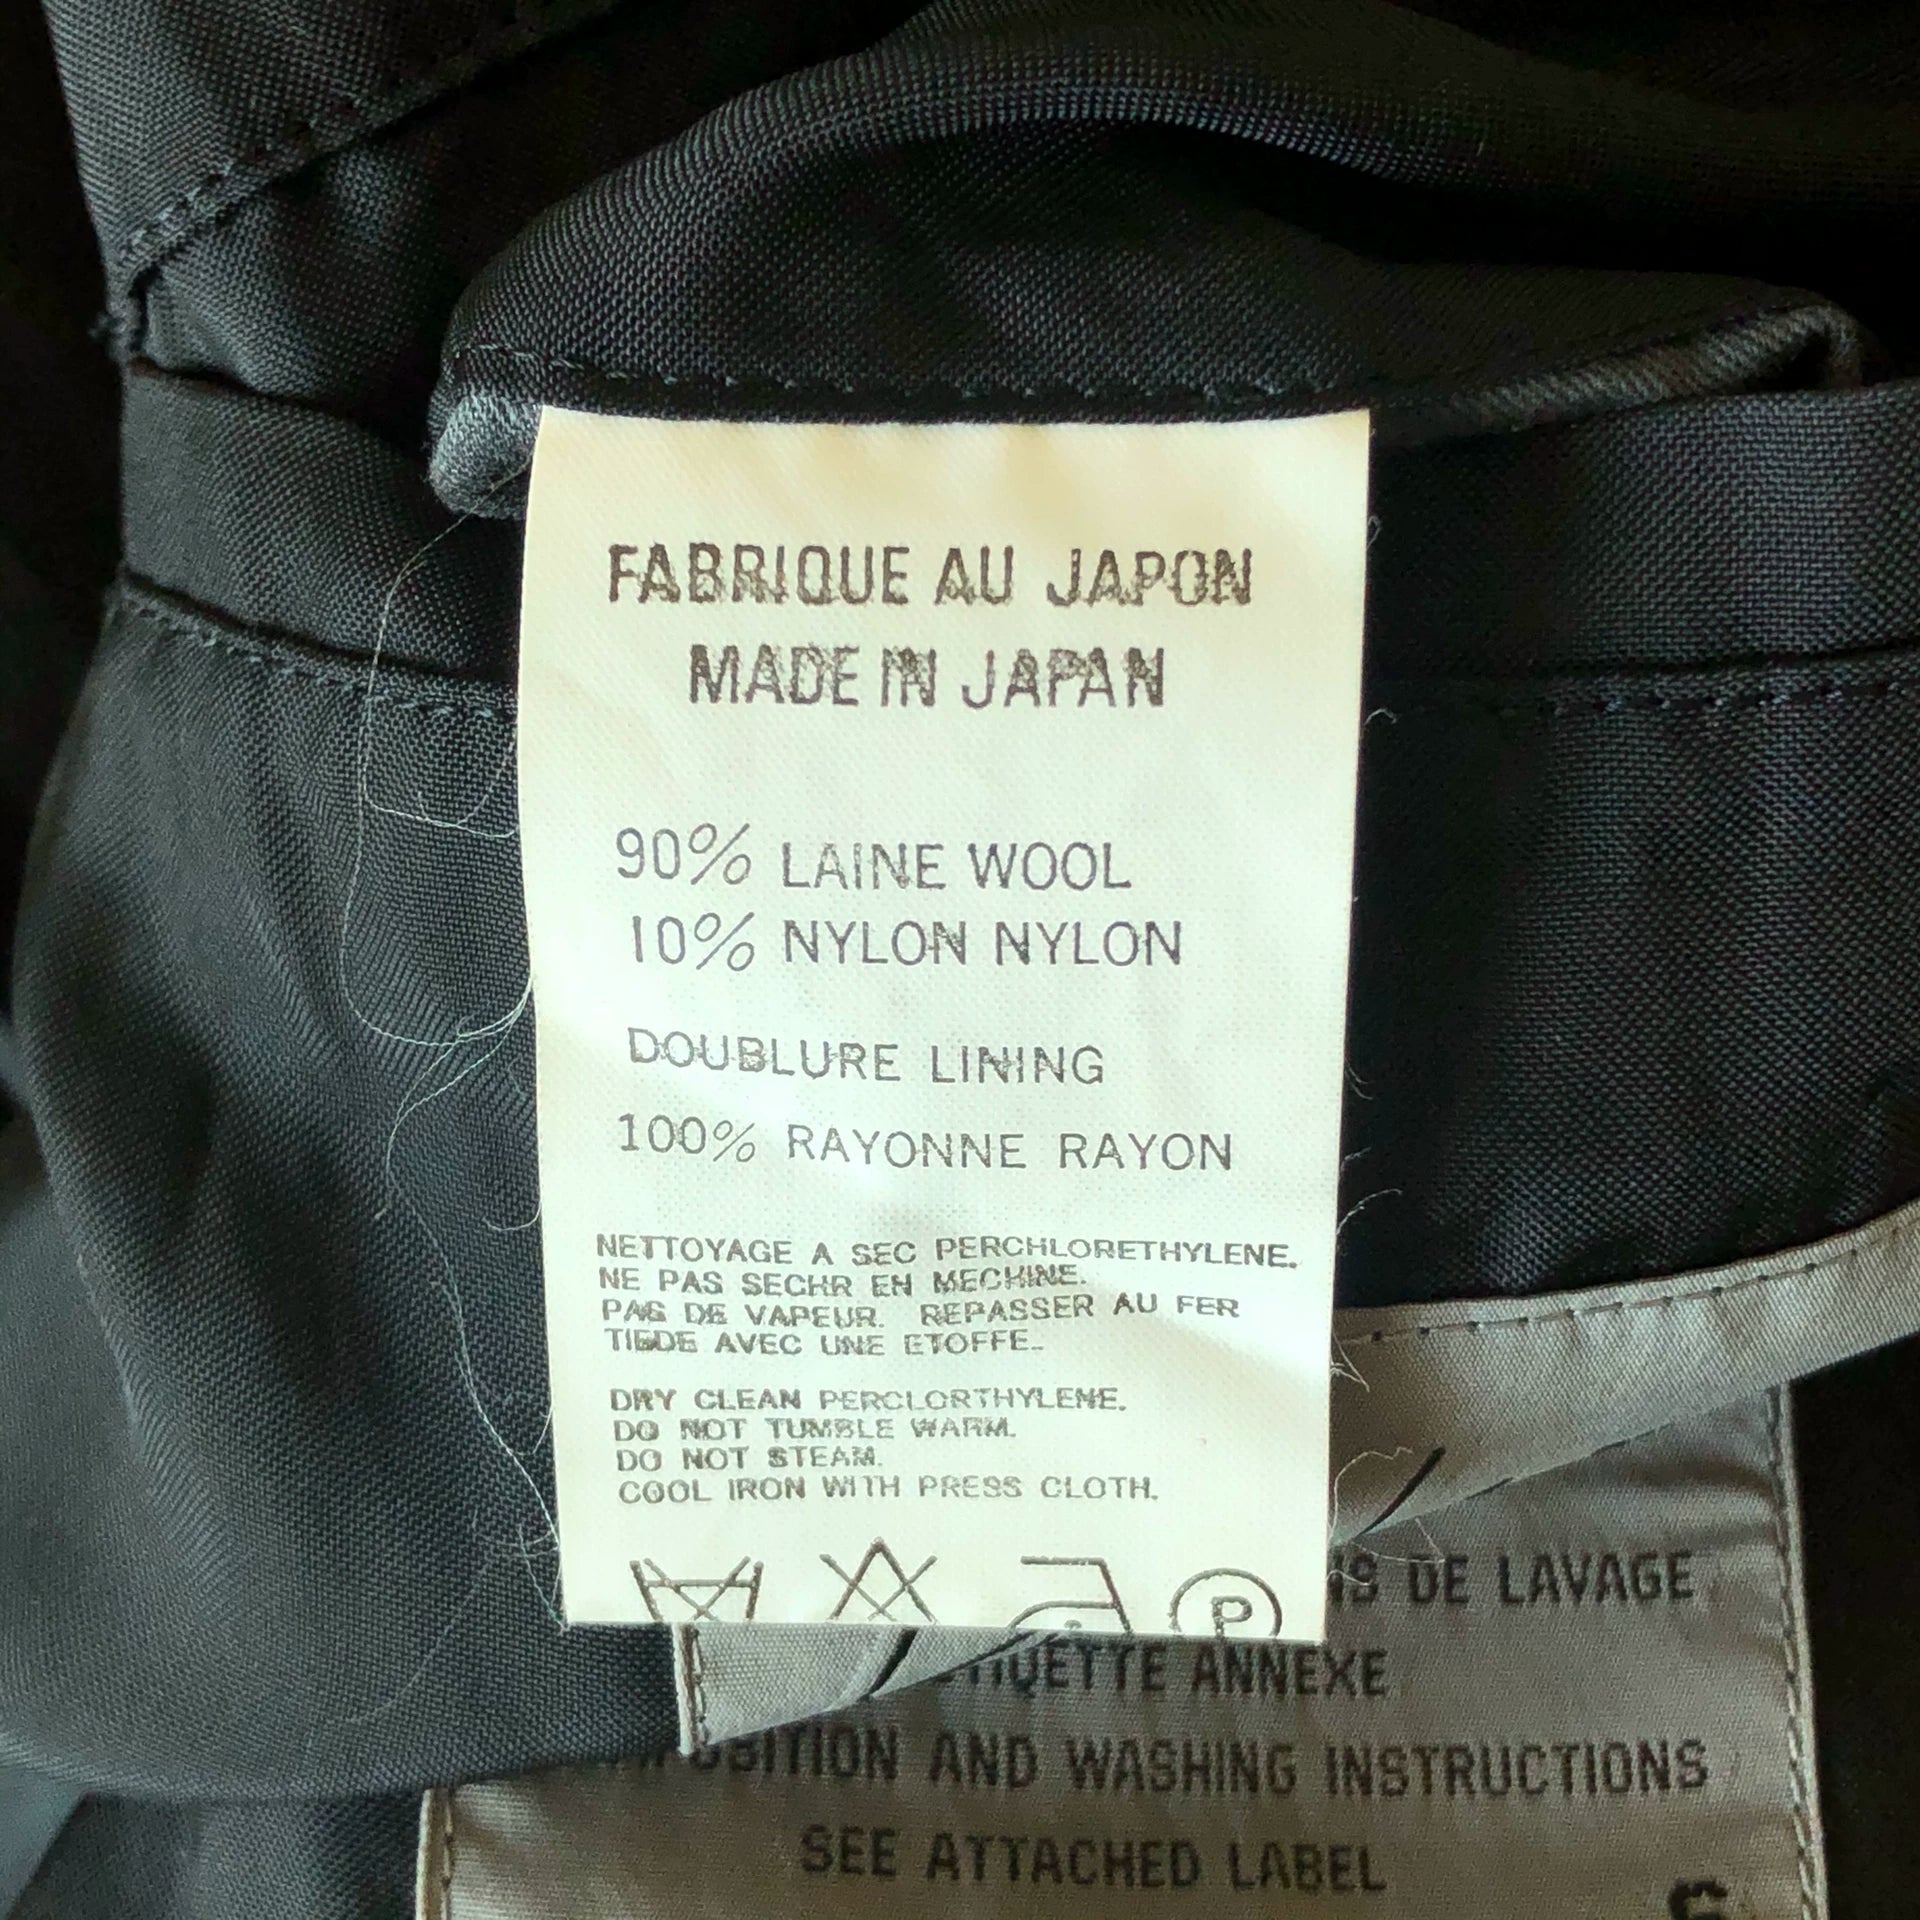 FABRIQUE AU JAPON
MADE IN JAPAN
90% LAINE WOOL
10% NYLON NYLON
DOUBLURE LINING
100% RAYONNE RAYON
NETTOYAGE A SEC PERCHLORETHYLENE.
NE PAS SECHR EN MECHINE.
PAS DE VAPEUR. REPASSER AU FER
TIEDE AVEC UNE ETOFFE.
DRY CLEAN PERCLORTHYLENE.
DO NOT TUMBLE WARM.
DO NOT STEAM.
COOL IRON WITH PRESS CLOTH.
P
DE LAVAGE
ANNEXE
AND WASHING INSTRUCTIONS
SEE ATTACHED LABEL